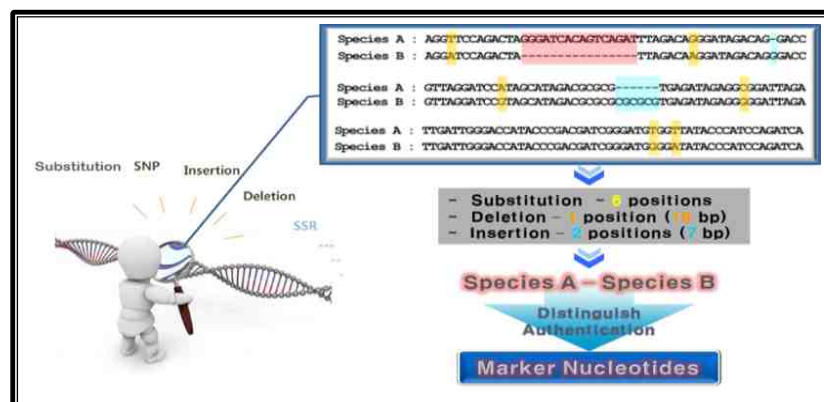 Species A : AGGTTCCAGACTAGGGATCACAGTCAGATTTAGACAGGGATAGACAG-GACC
Species B : AGGATCCAGACTA----------------TTAGACAAGGATAGACAGGGACC
Species A : GTTAGGATCCATAGCATAGACGCGCG------TGAGATAGAGGCGGATTAGA
Species B : GTTAGGATCCGTAGCATAGACGCGCGCGCGCGTGAGATAGAGGGGGATTAGA
Species A : TTGATTGGGACCATACCCGACGATCGGGATGTGGTTATACCCATCCAGATCA
Species B : TTGATTGGGACCATACCCGACGATCGGGATGGGGATATACCCATCCAGATCA
Substitution
SNP
Insertion
Deletion
SSR
- Substitution - 6 positions
- Deletion - 1 position (16 bp)
- Insertion - 2 positions (7 bp)
Species A – Species B
Distinguish
Authentication
Marker Nucleotides